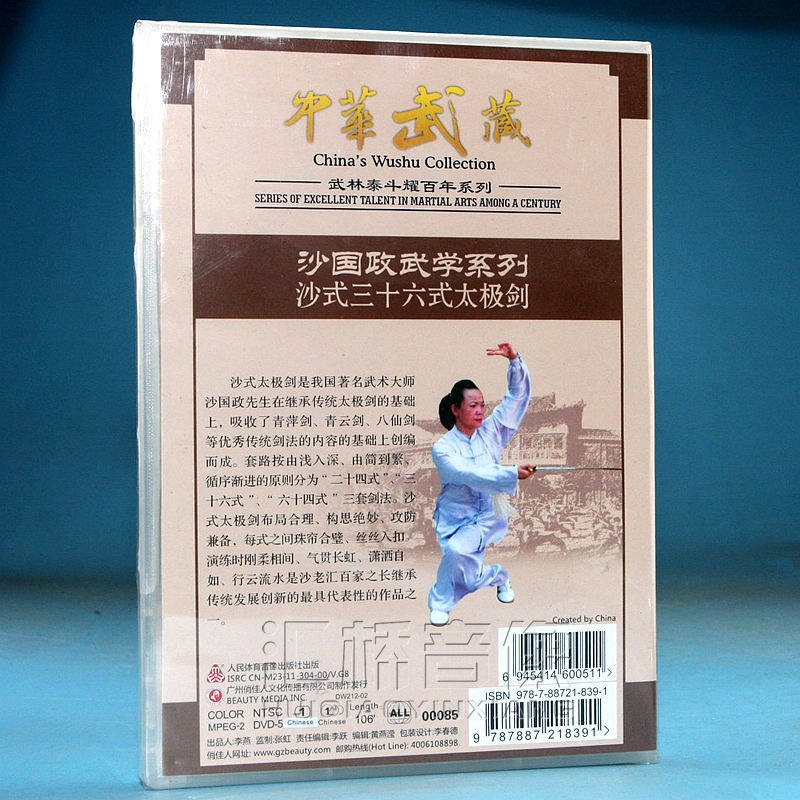 中華武藏
China's Wushu Collection
武林泰斗耀百年系列
SERIES OF EXCELLENT TALENT IN MARTIAL ARTS AMONG A CENTURY
沙国政武学系列
沙式三十六式太极剑
沙式太极剑是我国著名武术大师
沙国政先生在继承传统太极剑的基础
上，吸收了青萍剑、青云剑、八仙剑
等优秀传统剑法的内容的基础上创编
而成。套路按由浅入深、由简到繁、
循序渐进的原则分为“二十四式”、“三
十六式”、“六十四式”三套剑法。沙
式太极剑布局合理、构思绝妙、攻防
兼备，每式之间珠帘合璧、丝丝入扣，
演练时刚柔相间、气贯长虹、潇洒自
如、行云流水是沙老汇百家之长继承
传统发展创新的最具代表性的作品之
一。
Created by China
汇桥音像
6 945414 600511
人民体育音像出版社出版
ISRC CN-M23-11-304-00/V.G8
广州俏佳人文化传播有限公司制作发行
BEAUTY MEDIA INC. DW212-02
ISBN 978-7-88721-839-1
COLOR NTSC 1 1 Length ALL 00085
MPEG-2 DVD-5 Chinese Chinese 106'
9 787887 218391
出品人:李燕 监制:张虹 责任编辑:李跃 编辑:黄燕滢 包装设计:李春德
俏佳人网址: www.gzbeauty.com 邮购热线(Hot Line): 4006108898